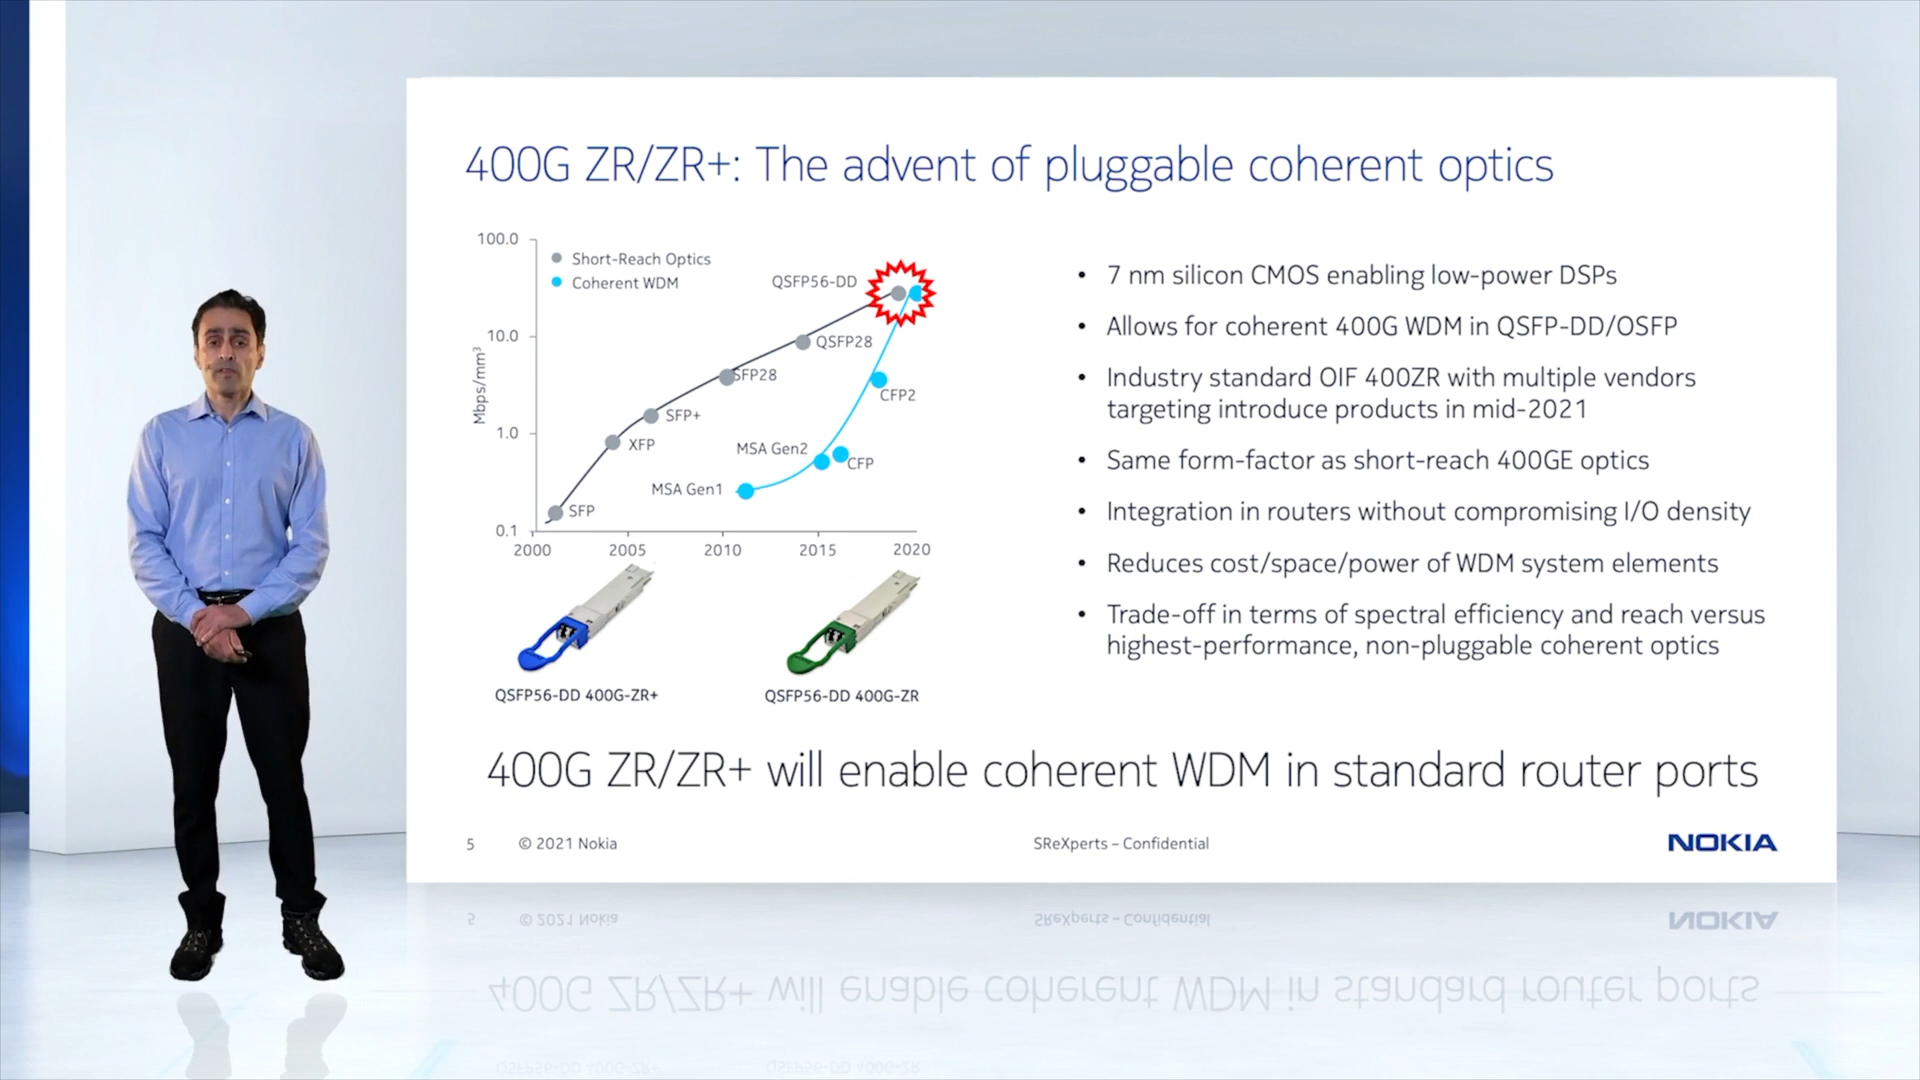 400G ZR/ZR+: The advent of pluggable coherent optics
100.0
10.0
1.0
0.1
Mbps/mm³
2000
2005
2010
2015
2020
Short-Reach Optics
Coherent WDM
QSFP56-DD
QSFP28
SFP28
SFP+
XFP
SFP
CFP2
MSA Gen2
CFP
MSA Gen1
QSFP56-DD 400G-ZR+
QSFP56-DD 400G-ZR
• 7 nm silicon CMOS enabling low-power DSPs
• Allows for coherent 400G WDM in QSFP-DD/OSFP
• Industry standard OIF 400ZR with multiple vendors
targeting introduce products in mid-2021
• Same form-factor as short-reach 400GE optics
• Integration in routers without compromising I/O density
• Reduces cost/space/power of WDM system elements
• Trade-off in terms of spectral efficiency and reach versus
highest-performance, non-pluggable coherent optics
400G ZR/ZR+ will enable coherent WDM in standard router ports
5
© 2021 Nokia
SReXperts – Confidential
NOKIA